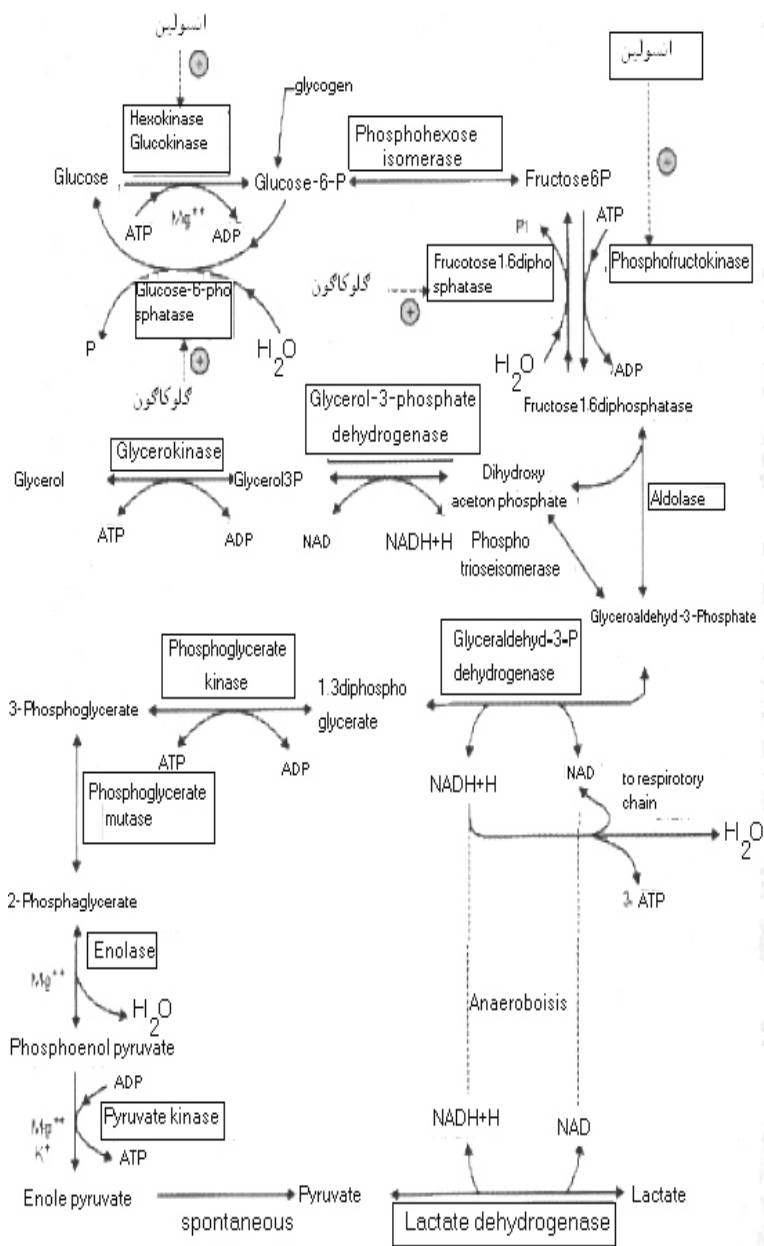 انسولین
انسولین
+
Hexokinase
Glucokinase
glycogen
Phosphohexose
isomerase
+
Glucose
Glucose-6-P
Fructose6P
ATP
Mg++
ADP
P1
ATP
Glucose-6-pho
sphatase
گلوکاگون
+
Frucotose1.6dipho
sphatase
Phosphofructokinase
P
+
H2O
H2O
ADP
گلوکاگون
Glycerol-3-phosphate
dehydrogenase
Fructose1.6diphosphatase
Glycerokinase
Glycerol
Glycerol3P
Dihydroxy
aceton phosphate
Aldolase
ATP
ADP
NAD
NADH+H
Phospho
trioseisomerase
Glyceroaldehyd-3-Phosphate
Phosphoglycerate
kinase
Glyceraldehyd-3-P
dehydrogenase
3-Phosphoglycerate
1.3diphospho
glycerate
ATP
ADP
NADH+H
NAD
to respirotory
chain
Phosphoglycerate
mutase
H2O
3 ATP
2-Phosphaglycerate
Enolase
Mg++
H2O
Anaeroboisis
Phosphoenol pyruvate
ADP
Mg++
K+
Pyruvate kinase
ATP
NADH+H
NAD
Enole pyruvate
spontaneous
Pyruvate
Lactate
Lactate dehydrogenase